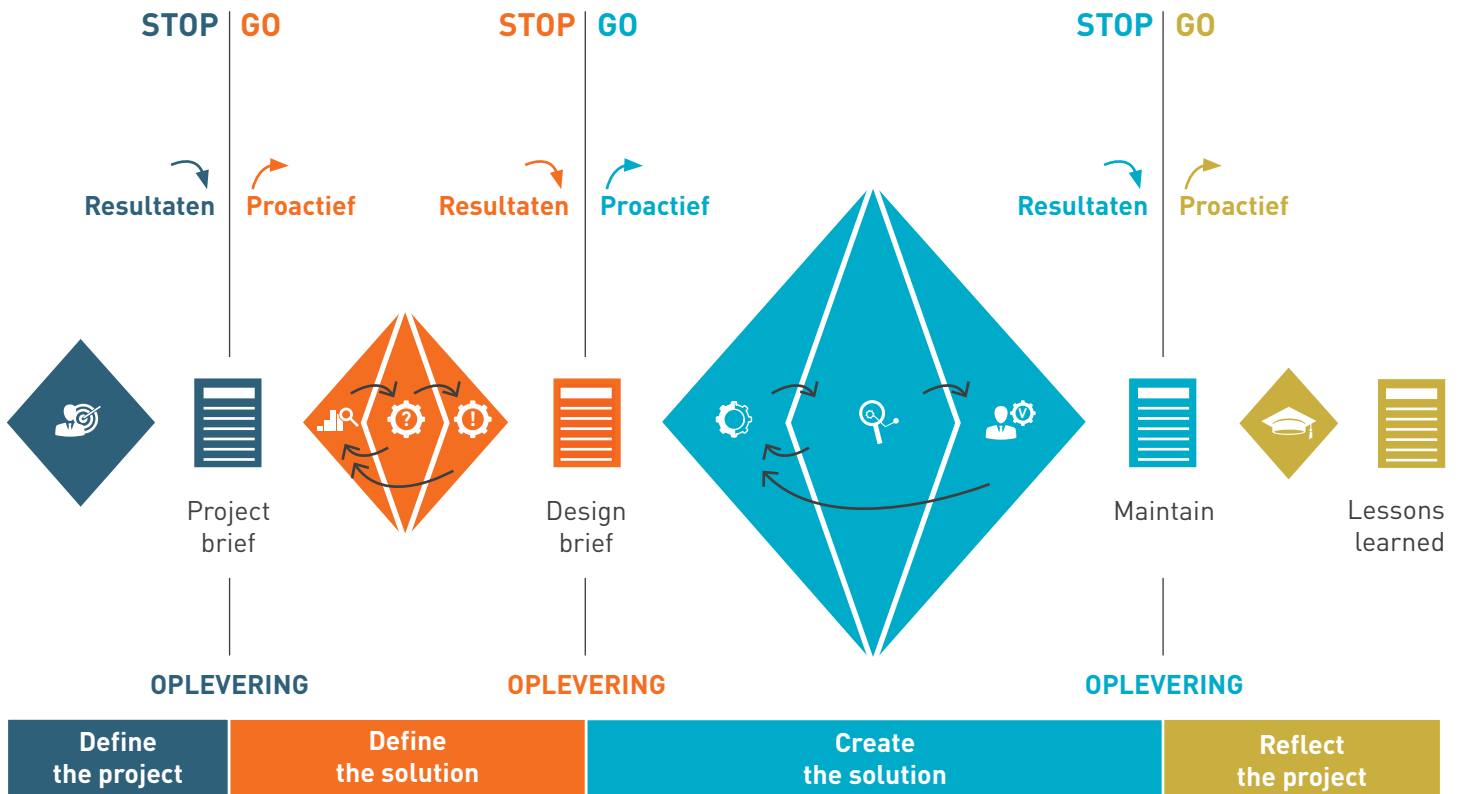 STOP GO
STOP GO
STOP GO
Resultaten Proactief
Resultaten Proactief
Resultaten Proactief
?
!
V
Project
brief
Design
brief
Maintain
Lessons
learned
OPLEVERING
OPLEVERING
OPLEVERING
Define
the project
Define
the solution
Create
the solution
Reflect
the project